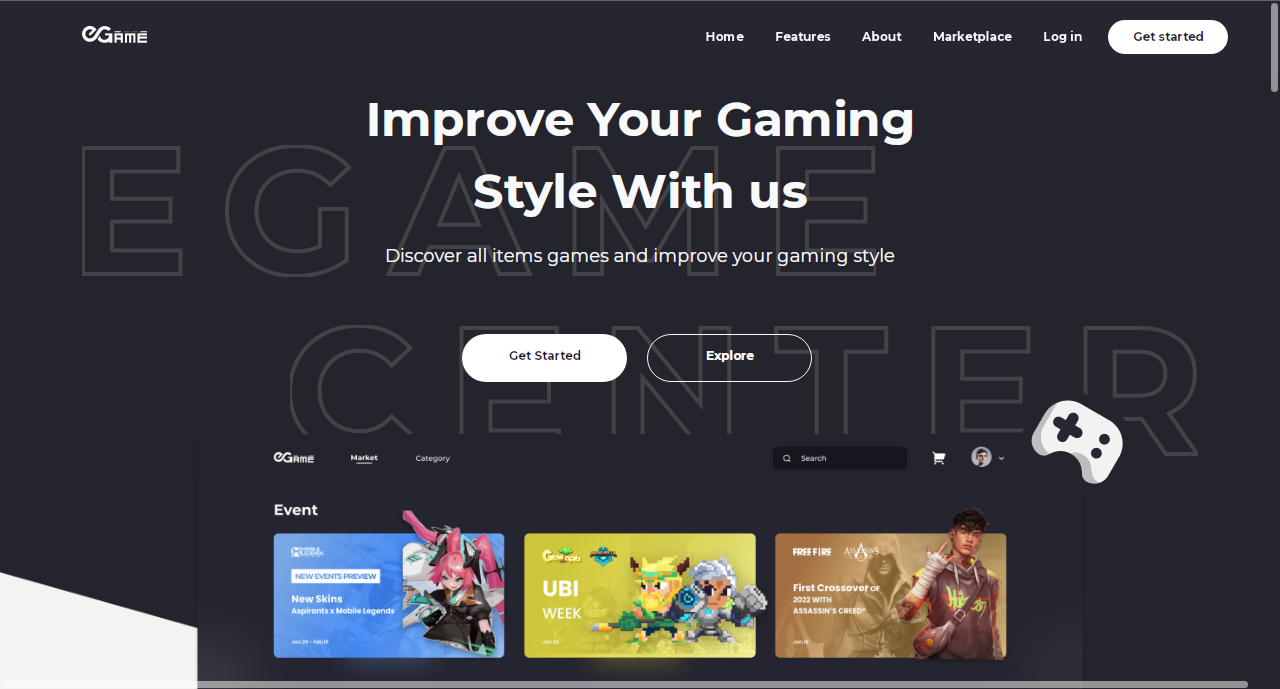 eGAME
Home Features About Marketplace Log in Get started
Improve Your Gaming
Style With us
EGAME
Discover all items games and improve your gaming style
CENTER
Get Started Explore
eGAME Market Category Search
Event
MOBILE LEGENDS
NEW EVENTS PREVIEW
New Skins
Aspirants x Mobile Legends
Jan.29 - Feb.19
Growtopia
UBI
WEEK
Jan.29
FREE FIRE ASSASSIN'S
First Crossover OF
2022 WITH
ASSASSIN'S CREED®
Jan.19